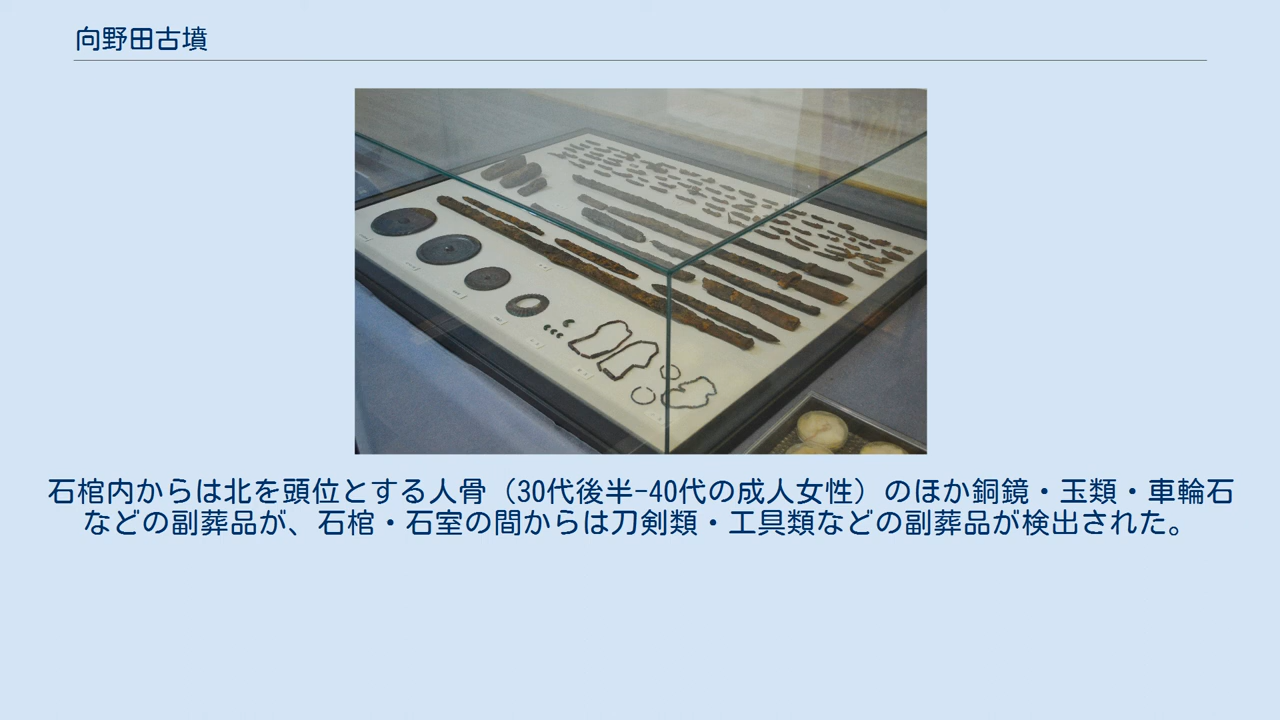 向野田古墳
石棺内からは北を頭位とする人骨（30代後半-40代の成人女性）のほか銅鏡・玉類・車輪石
などの副葬品が、石棺・石室の間からは刀剣類・工具類などの副葬品が検出された。